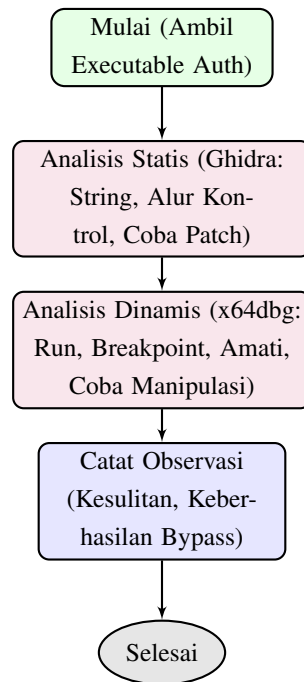 Mulai (Ambil
Executable Auth)
Analisis Statis (Ghidra:
String, Alur Kon-
trol, Coba Patch)
Analisis Dinamis (x64dbg:
Run, Breakpoint, Amati,
Coba Manipulasi)
Catat Observasi
(Kesulitan, Keber-
hasilan Bypass)
Selesai